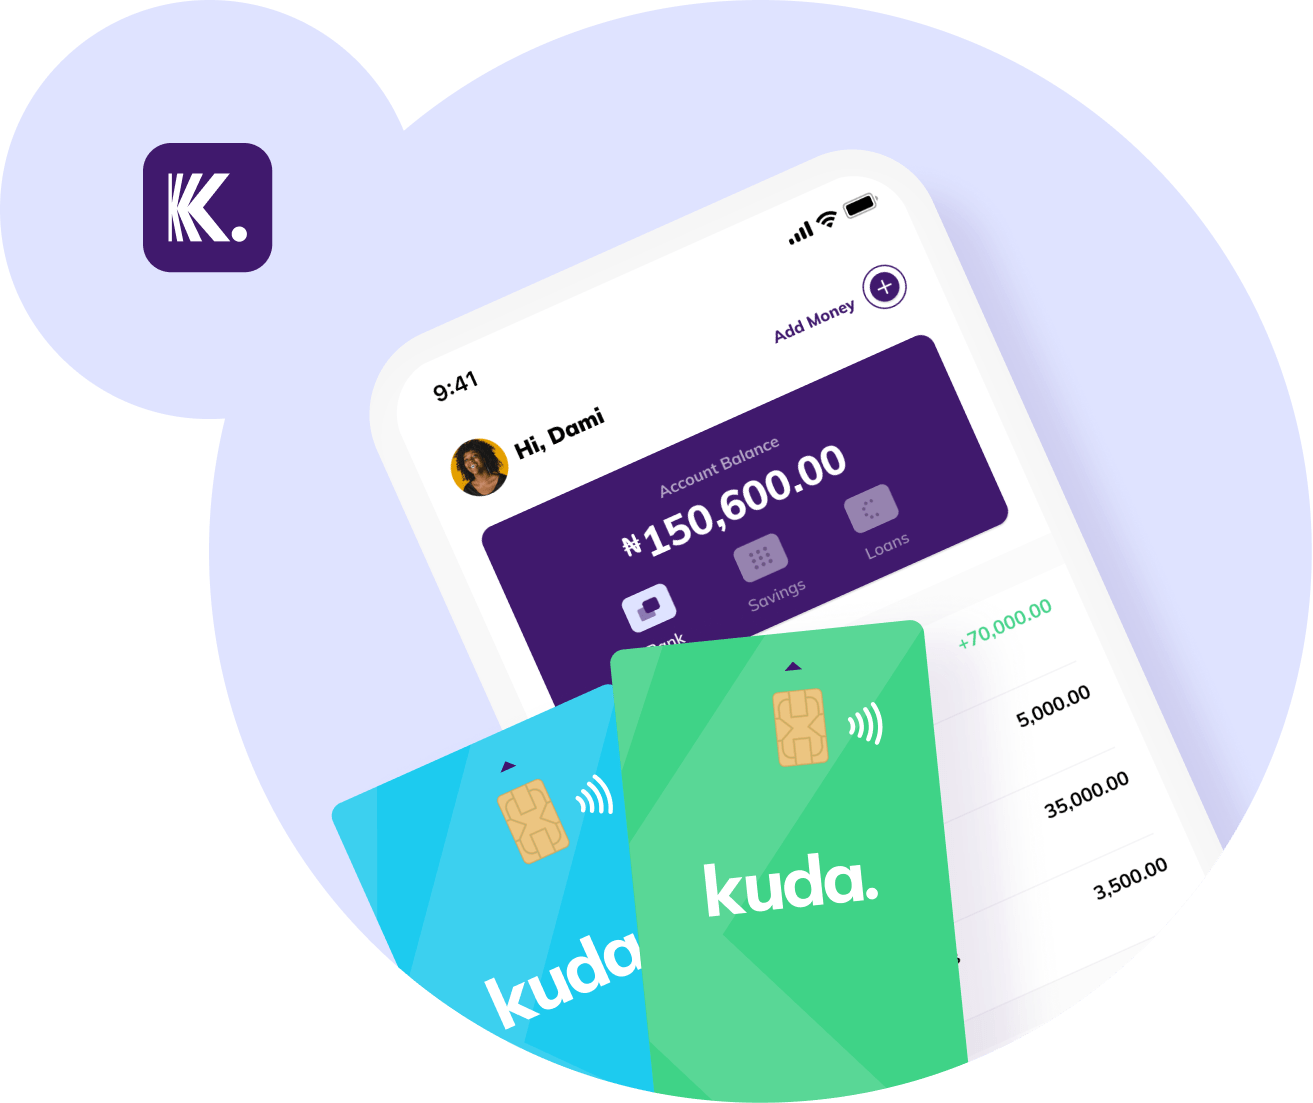 K.
9:41
Add Money
Hi, Dami
Account Balance
₦150,600.00
Loans
Savings
+70,000.00
5,000.00
35,000.00
3,500.00
kuda.
kuda